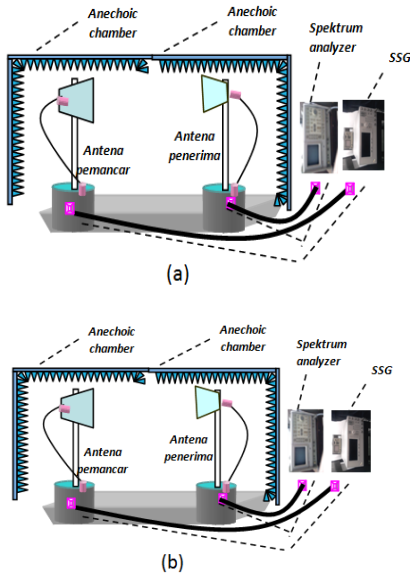 Anechoic
chamber
Anechoic
chamber
Spektrum
analyzer
SSG
Antena
pemancar
Antena
penerima
(a)
Anechoic
chamber
Anechoic
chamber
Spektrum
analyzer
SSG
Antena
pemancar
Antena
penerima
(b)